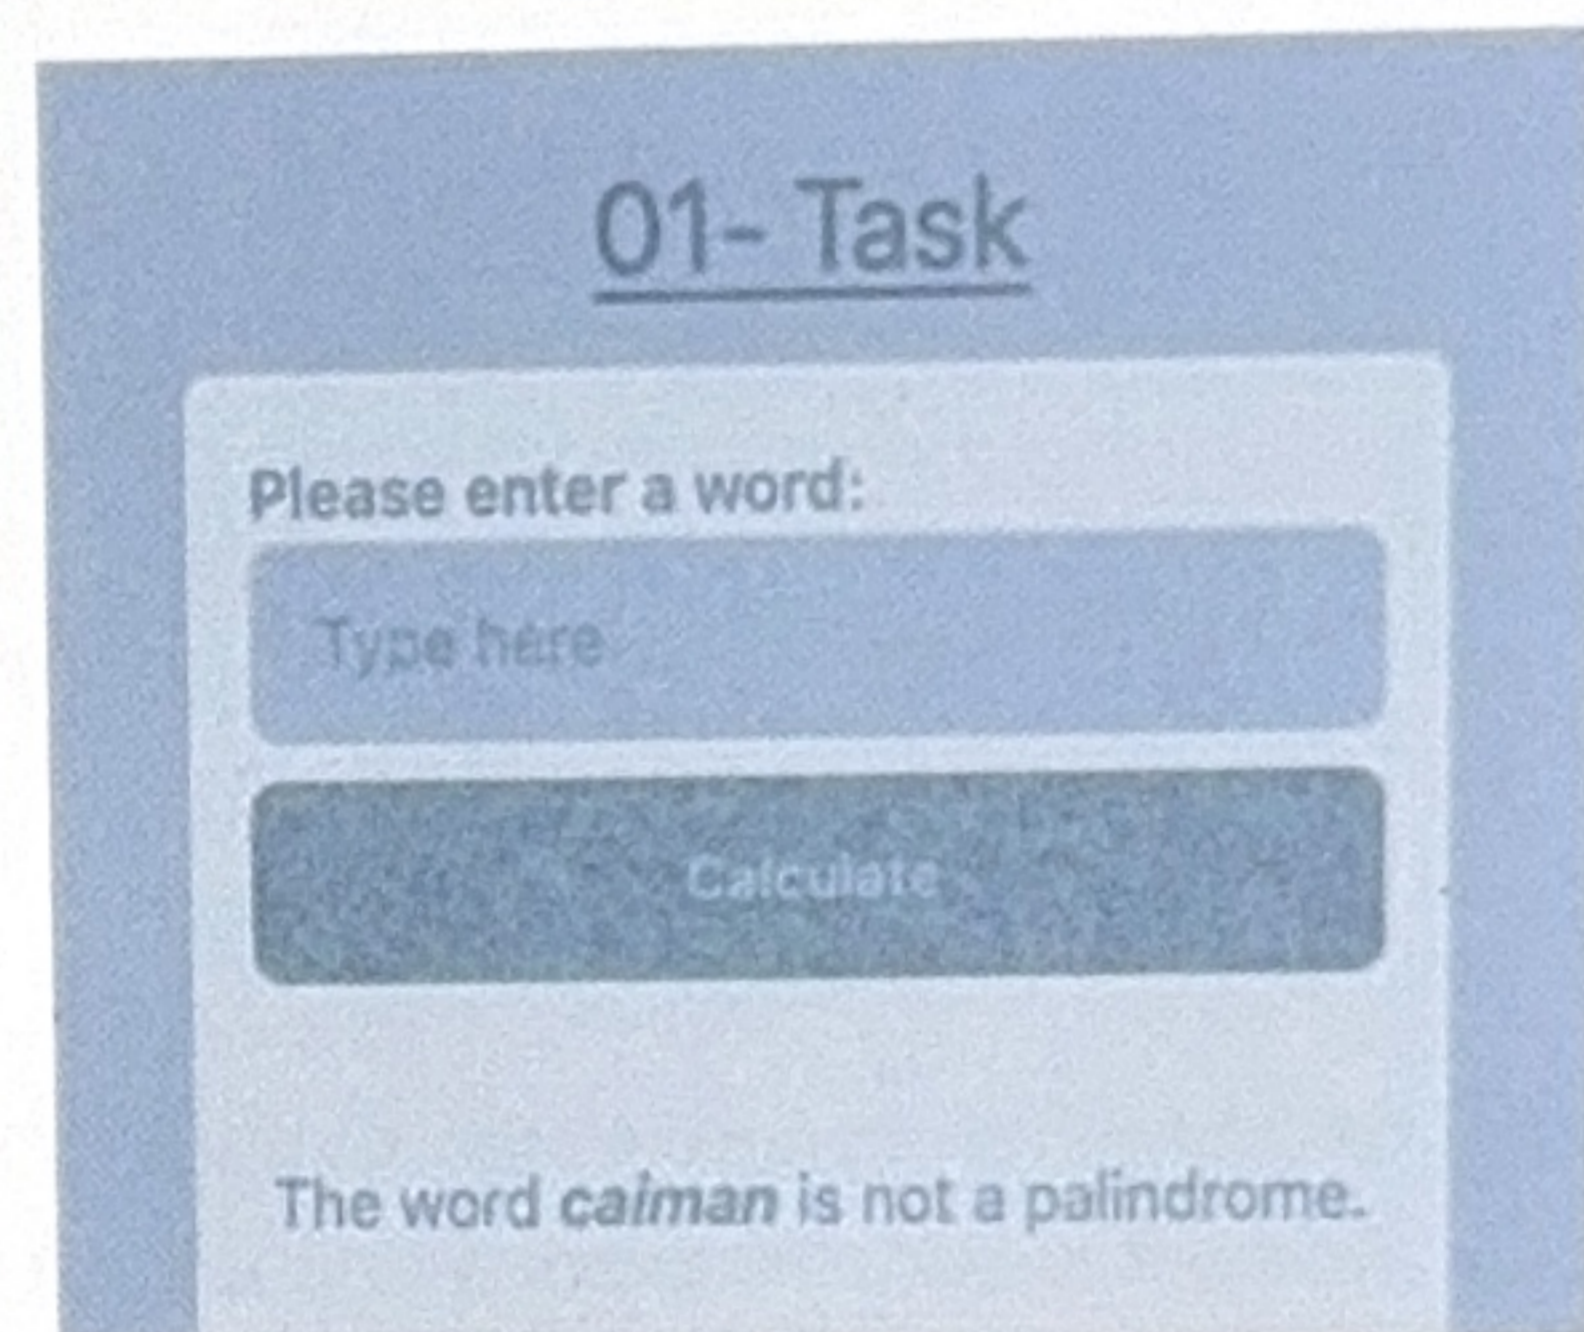 01- Task
Please enter a word:
Type here
Calculate
The word caiman is not a palindrome.